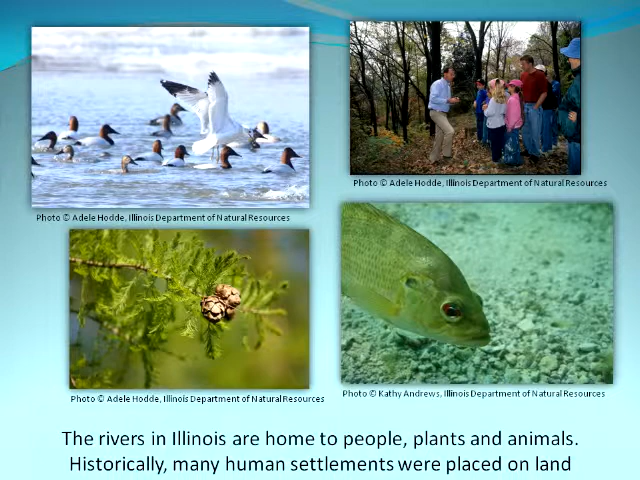 Photo © Adele Hodde, Illinois Department of Natural Resources
Photo © Adele Hodde, Illinois Department of Natural Resources
Photo © Adele Hodde, Illinois Department of Natural Resources
Photo © Kathy Andrews, Illinois Department of Natural Resources
The rivers in Illinois are home to people, plants and animals.
Historically, many human settlements were placed on land